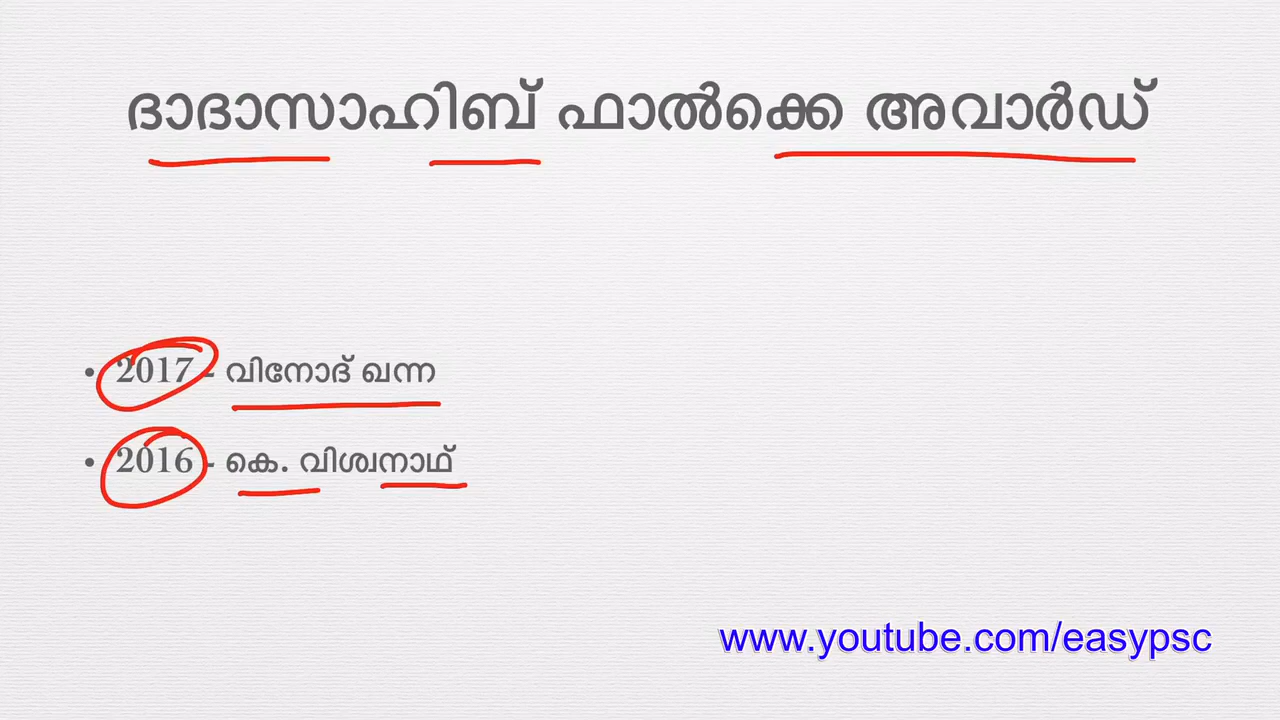 ദാദാസാഹിബ് ഫാൽക്കെ അവാർഡ്
• 2017 - വിനോദ് ഖന്ന
• 2016 - കെ. വിശ്വനാഥ്
www.youtube.com/easypsc